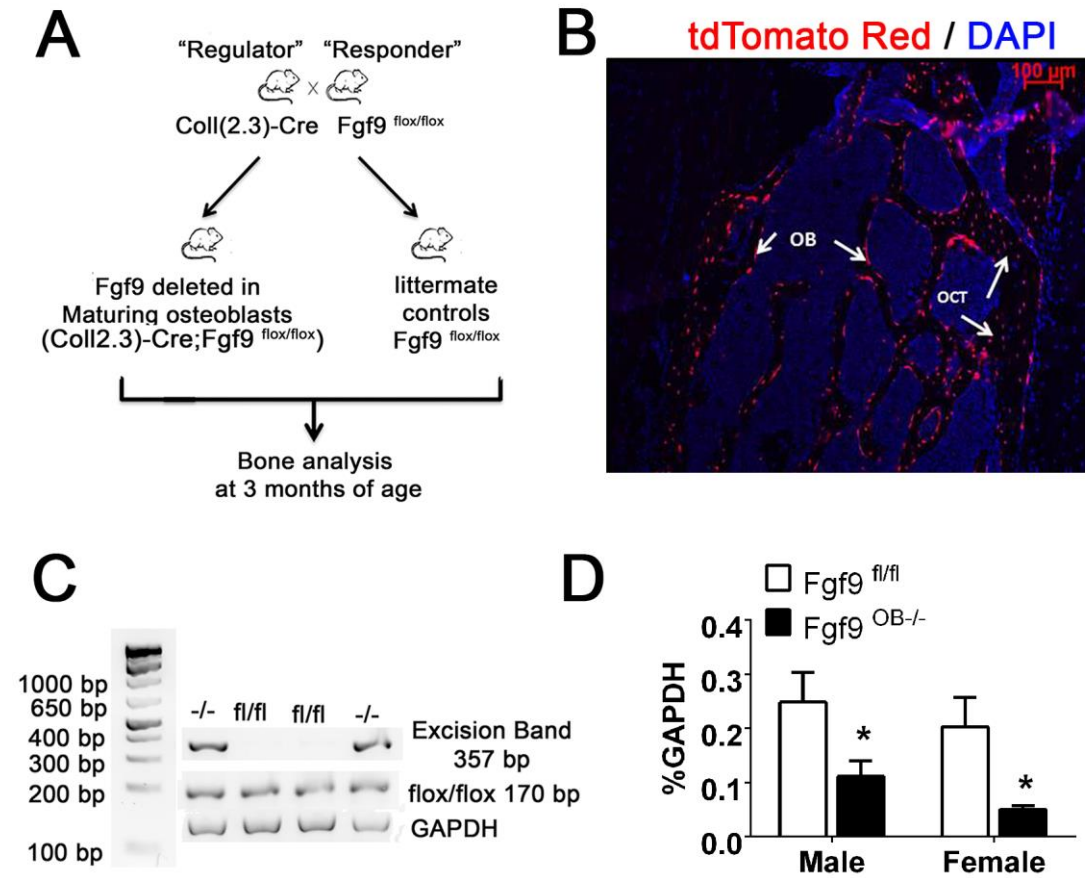 A
"Regulator" "Responder"
×
Coll(2.3)-Cre Fgf9 flox/flox
Fgf9 deleted in
Maturing osteoblasts
(Coll2.3)-Cre;Fgf9 flox/flox)
littermate
controls
Fgf9 flox/flox
Bone analysis
at 3 months of age
B
tdTomato Red / DAPI
100 µm
OB
OCT
C
1000 bp
650 bp
400 bp
300 bp
200 bp
100 bp
-/- fl/fl fl/fl -/-
Excision Band
357 bp
flox/flox 170 bp
GAPDH
D
Fgf9 fl/fl
Fgf9 OB-/-
%GAPDH
0.4
0.3
0.2
0.1
0.0
* *
Male Female